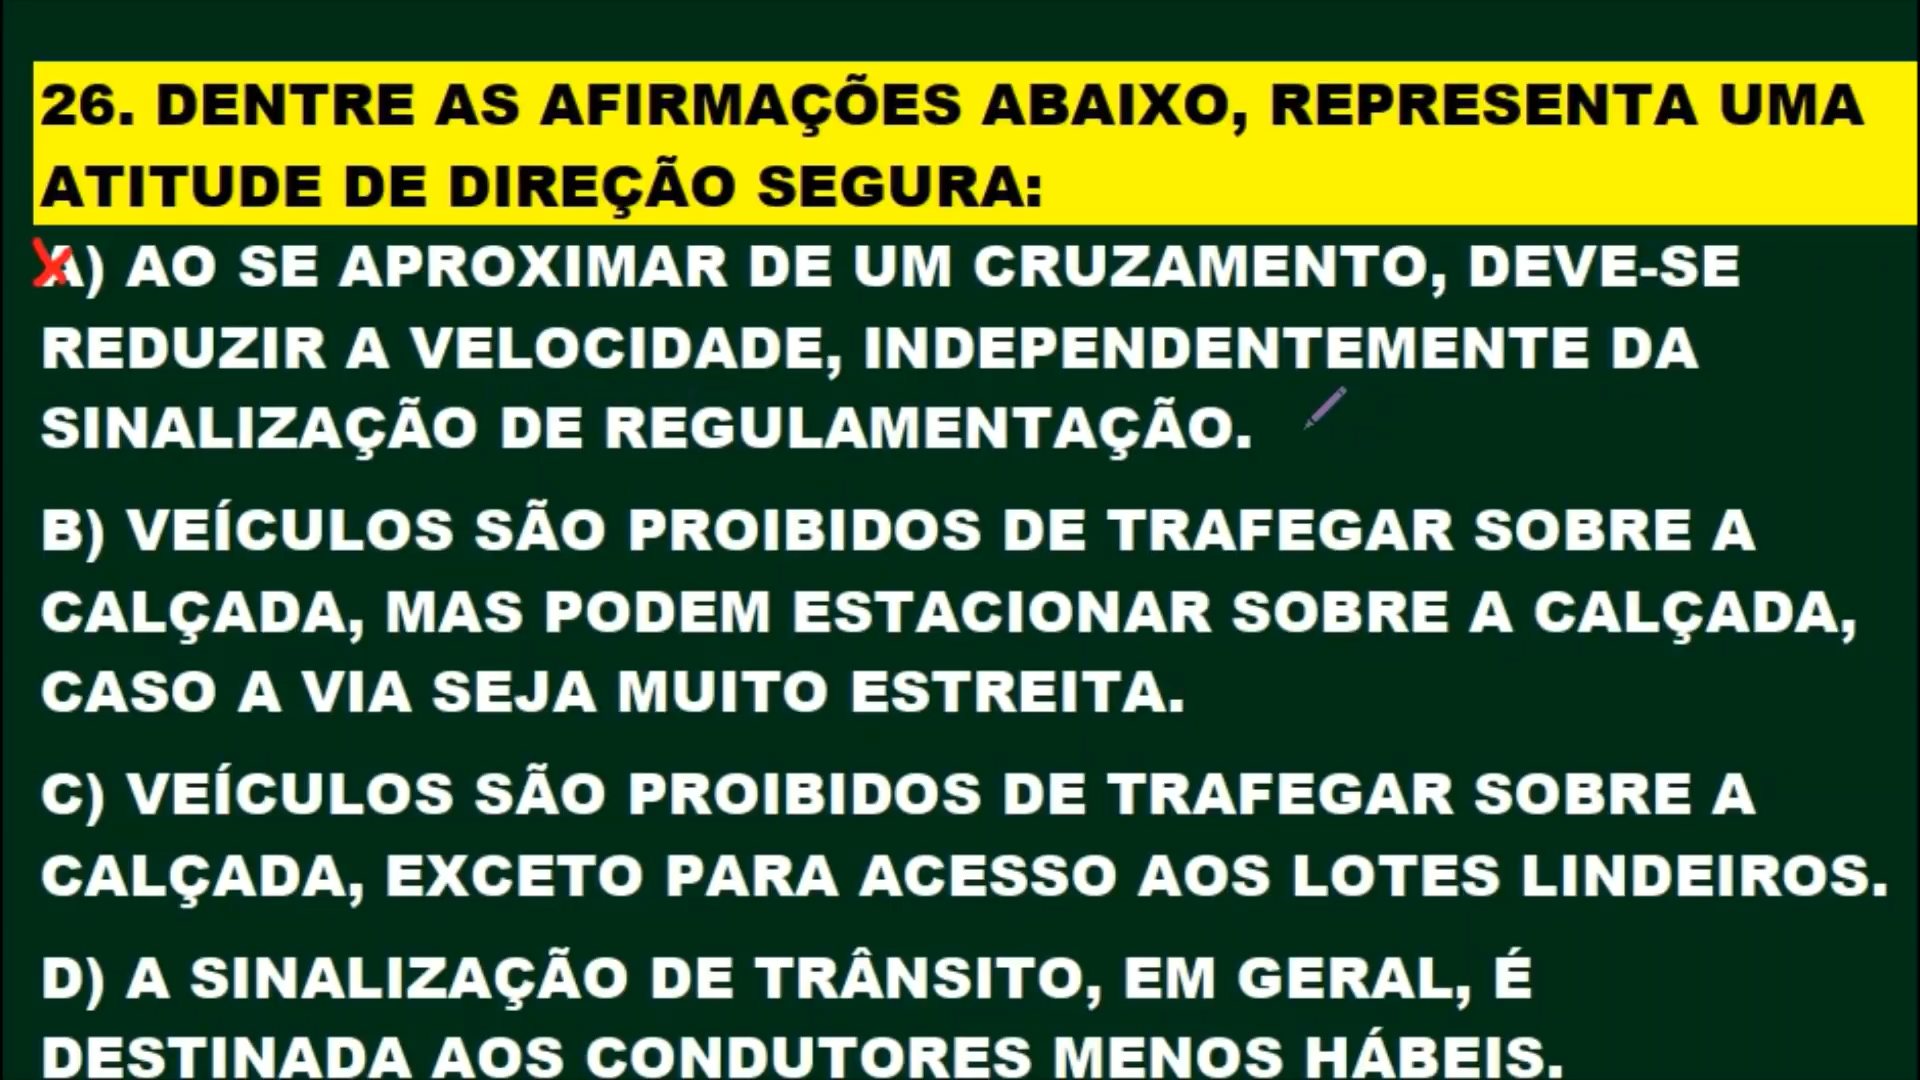 26. DENTRE AS AFIRMAÇÕES ABAIXO, REPRESENTA UMA
ATITUDE DE DIREÇÃO SEGURA:
A) AO SE APROXIMAR DE UM CRUZAMENTO, DEVE-SE
REDUZIR A VELOCIDADE, INDEPENDENTEMENTE DA
SINALIZAÇÃO DE REGULAMENTAÇÃO.
B) VEÍCULOS SÃO PROIBIDOS DE TRAFEGAR SOBRE A
CALÇADA, MAS PODEM ESTACIONAR SOBRE A CALÇADA,
CASO A VIA SEJA MUITO ESTREITA.
C) VEÍCULOS SÃO PROIBIDOS DE TRAFEGAR SOBRE A
CALÇADA, EXCETO PARA ACESSO AOS LOTES LINDEIROS.
D) A SINALIZAÇÃO DE TRÂNSITO, EM GERAL, É
DESTINADA AOS CONDUTORES MENOS HÁBEIS.